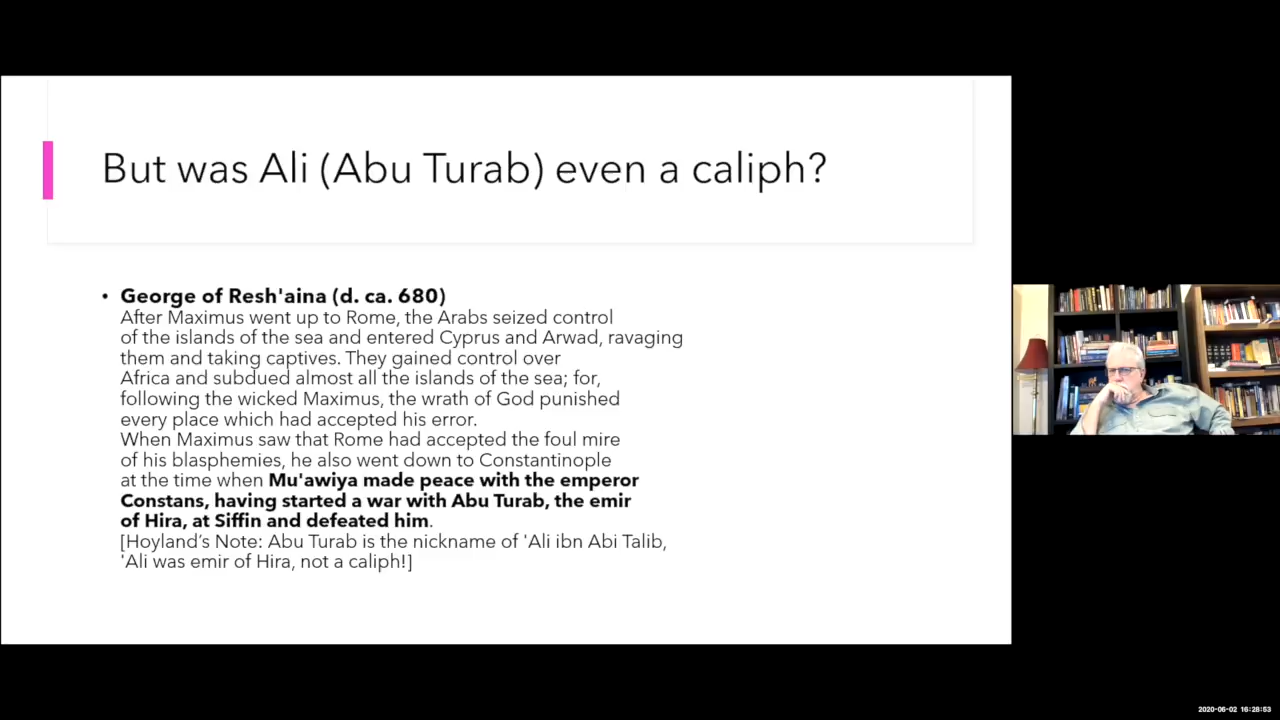 But was Ali (Abu Turab) even a caliph?
• George of Resh'aina (d. ca. 680)
After Maximus went up to Rome, the Arabs seized control
of the islands of the sea and entered Cyprus and Arwad, ravaging
them and taking captives. They gained control over
Africa and subdued almost all the islands of the sea; for,
following the wicked Maximus, the wrath of God punished
every place which had accepted his error.
When Maximus saw that Rome had accepted the foul mire
of his blasphemies, he also went down to Constantinople
at the time when Mu'awiya made peace with the emperor
Constans, having started a war with Abu Turab, the emir
of Hira, at Siffin and defeated him.
[Hoyland’s Note: Abu Turab is the nickname of 'Ali ibn Abi Talib,
'Ali was emir of Hira, not a caliph!]
2020-06-02 16:28:53